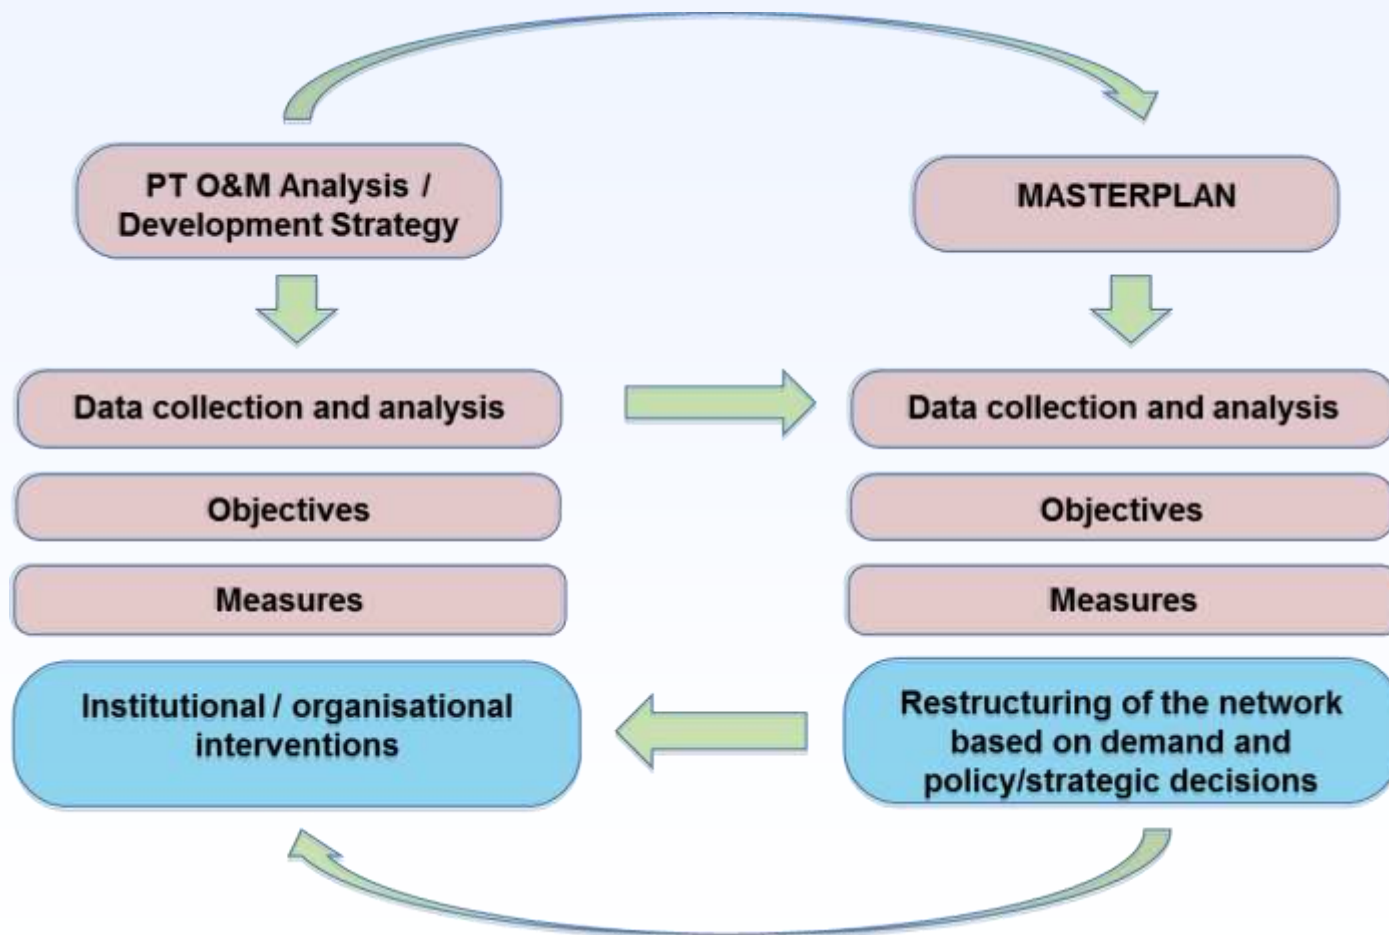 PT O&M Analysis /
Development Strategy
MASTERPLAN
Data collection and analysis
Data collection and analysis
Objectives
Objectives
Measures
Measures
Institutional / organisational
interventions
Restructuring of the network
based on demand and
policy/strategic decisions